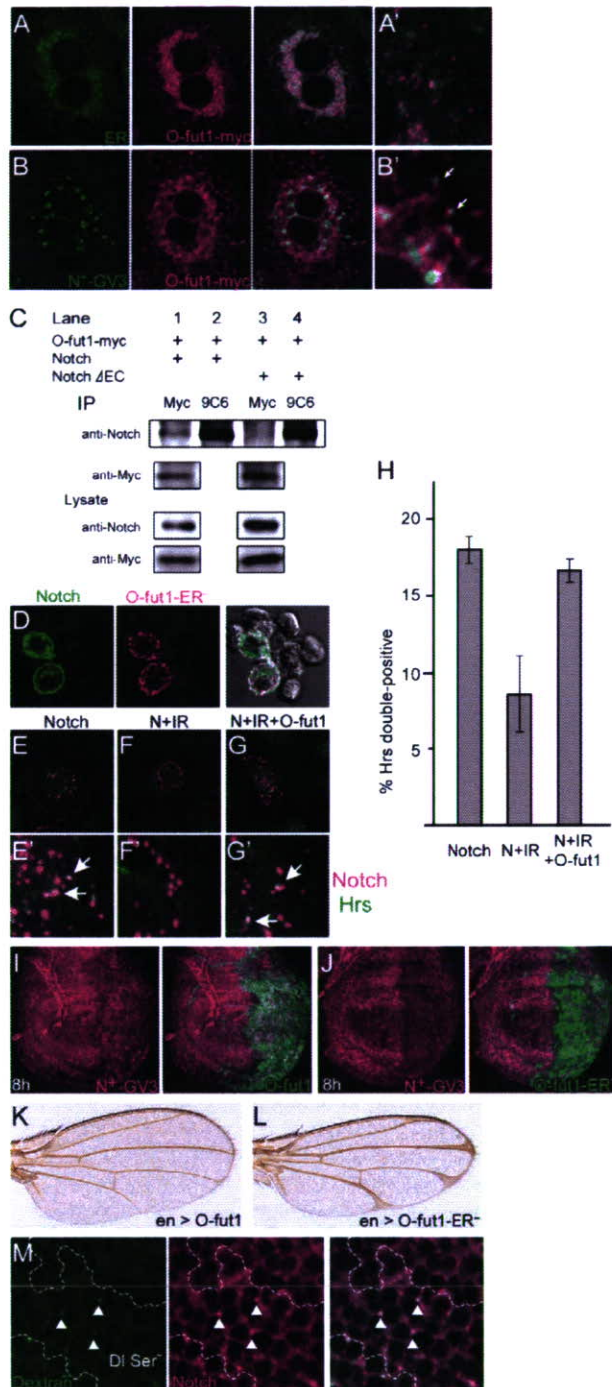 A
A'
ER
O-fut1-myc
B
B'
N⁺-GV3
O-fut1-myc
C
Lane 1 2 3 4
O-fut1-myc + + + +
Notch + +
Notch ΔEC + +
IP Myc 9C6 Myc 9C6
anti-Notch
anti-Myc
Lysate
anti-Notch
anti-Myc
H
20
15
10
5
% Hrs double-positive
Notch N+IR N+IR +O-fut1
D
Notch
O-fut1-ER⁻
Notch N+IR N+IR+O-fut1
E F G
E' F' G'
Notch
Hrs
I
8h
N⁺-GV3
O-fut1
J
8h
N⁺-GV3
O-fut1-ER⁻
K
en > O-fut1
L
en > O-fut1-ER⁻
M
Dl Ser⁻
Dextran
Notch